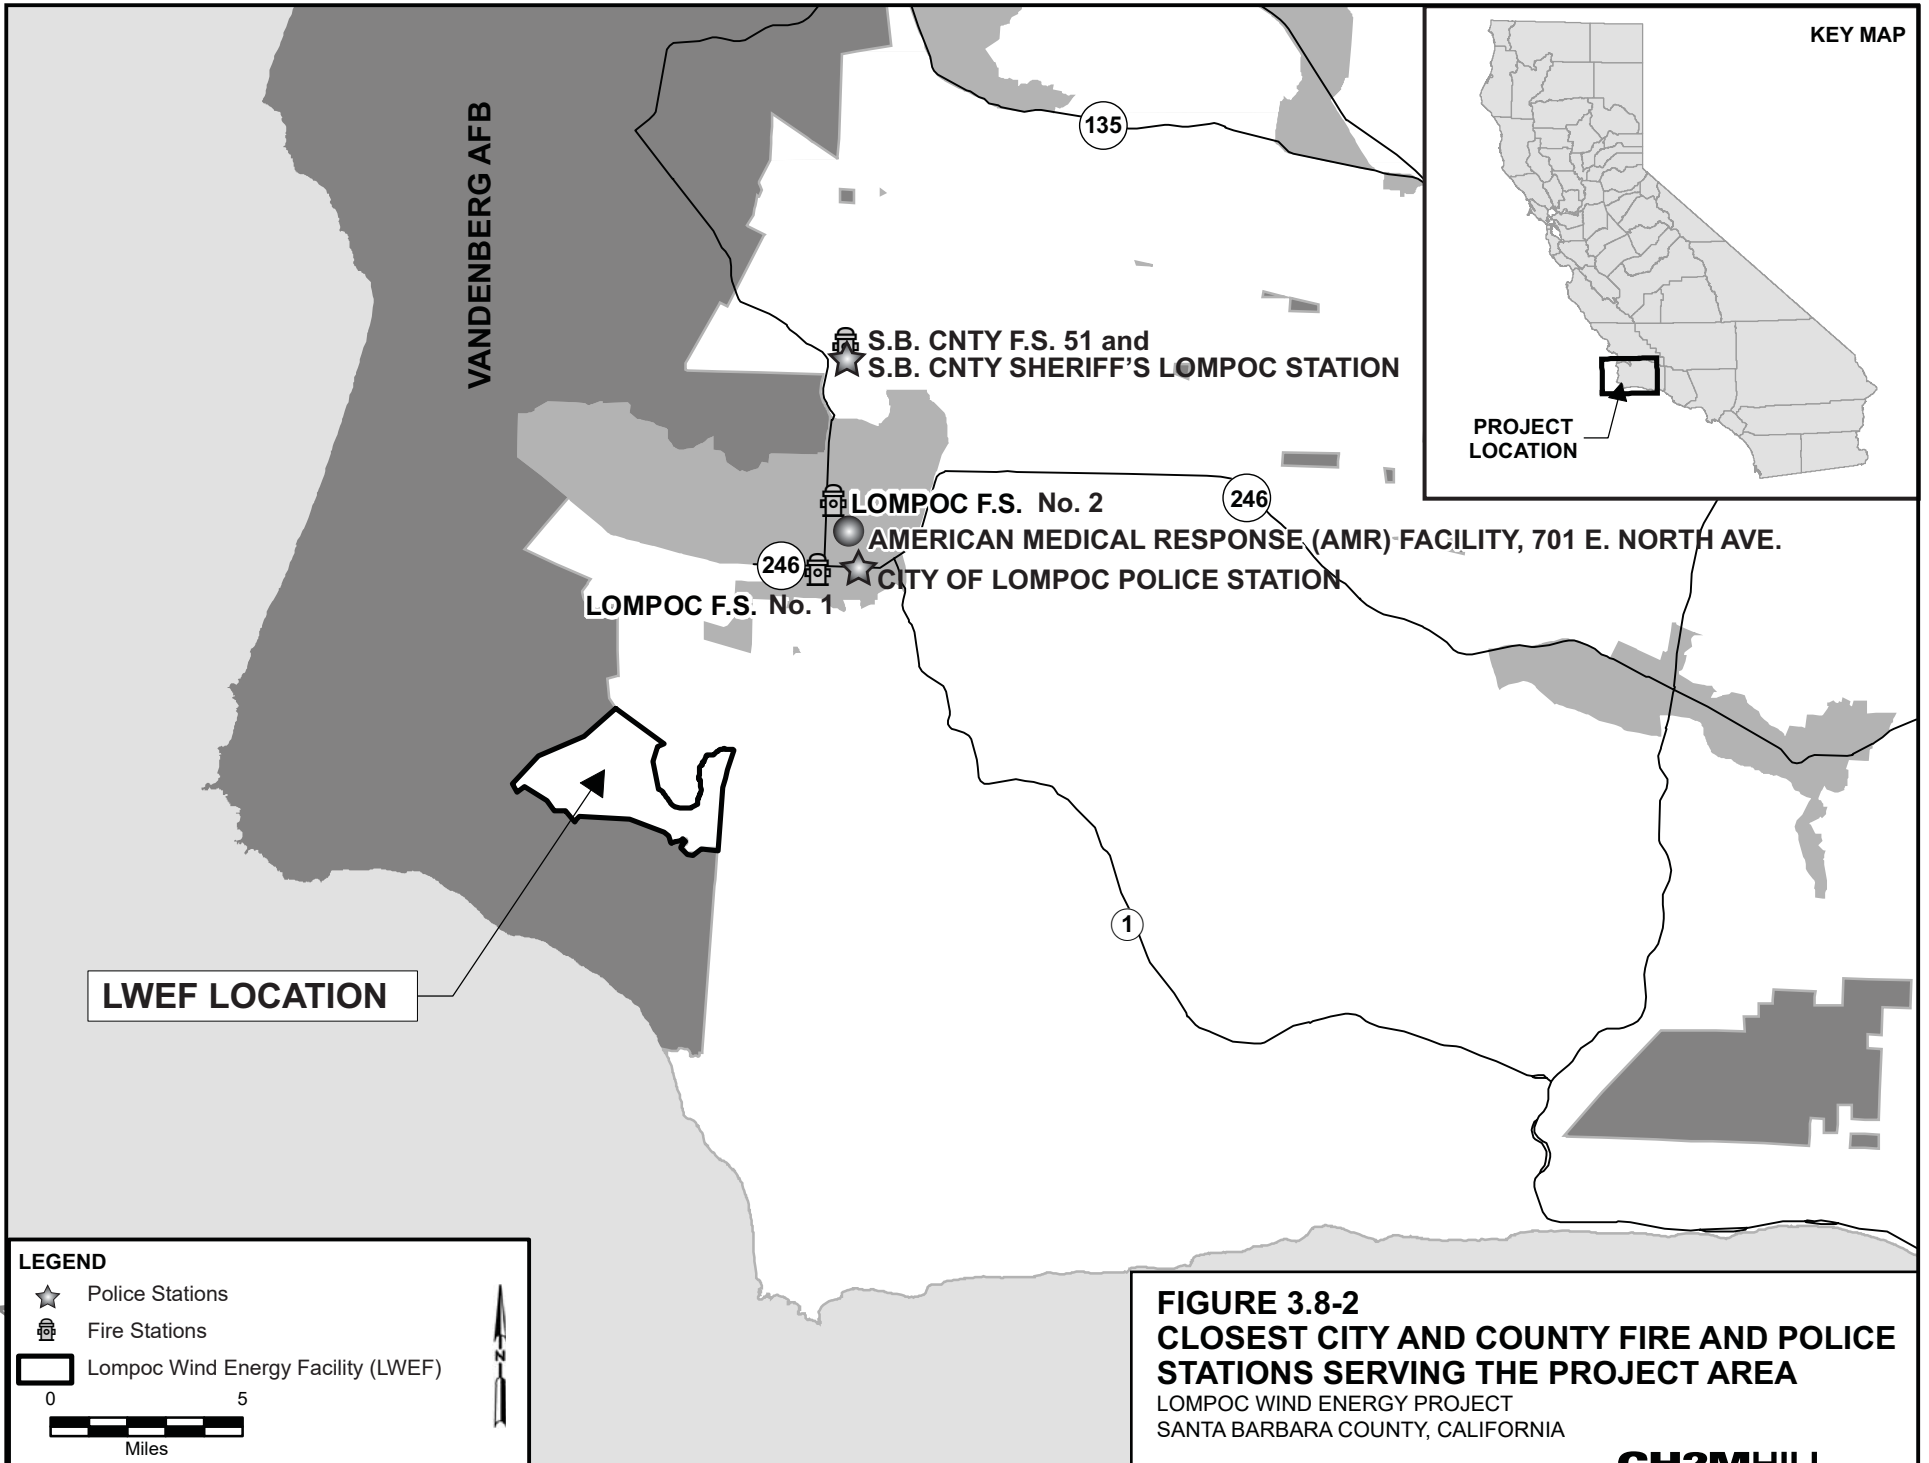 KEY MAP
VANDENBERG AFB
135
S.B. CNTY F.S. 51 and
S.B. CNTY SHERIFF'S LOMPOC STATION
PROJECT
LOCATION
246
LOMPOC F.S. No. 2
AMERICAN MEDICAL RESPONSE (AMR) FACILITY, 701 E. NORTH AVE.
246
CITY OF LOMPOC POLICE STATION
LOMPOC F.S. No. 1
1
LWEF LOCATION
LEGEND
Police Stations
Fire Stations
Lompoc Wind Energy Facility (LWEF)
0 5
Miles
N
FIGURE 3.8-2
CLOSEST CITY AND COUNTY FIRE AND POLICE
STATIONS SERVING THE PROJECT AREA
LOMPOC WIND ENERGY PROJECT
SANTA BARBARA COUNTY, CALIFORNIA
CH2MHILL